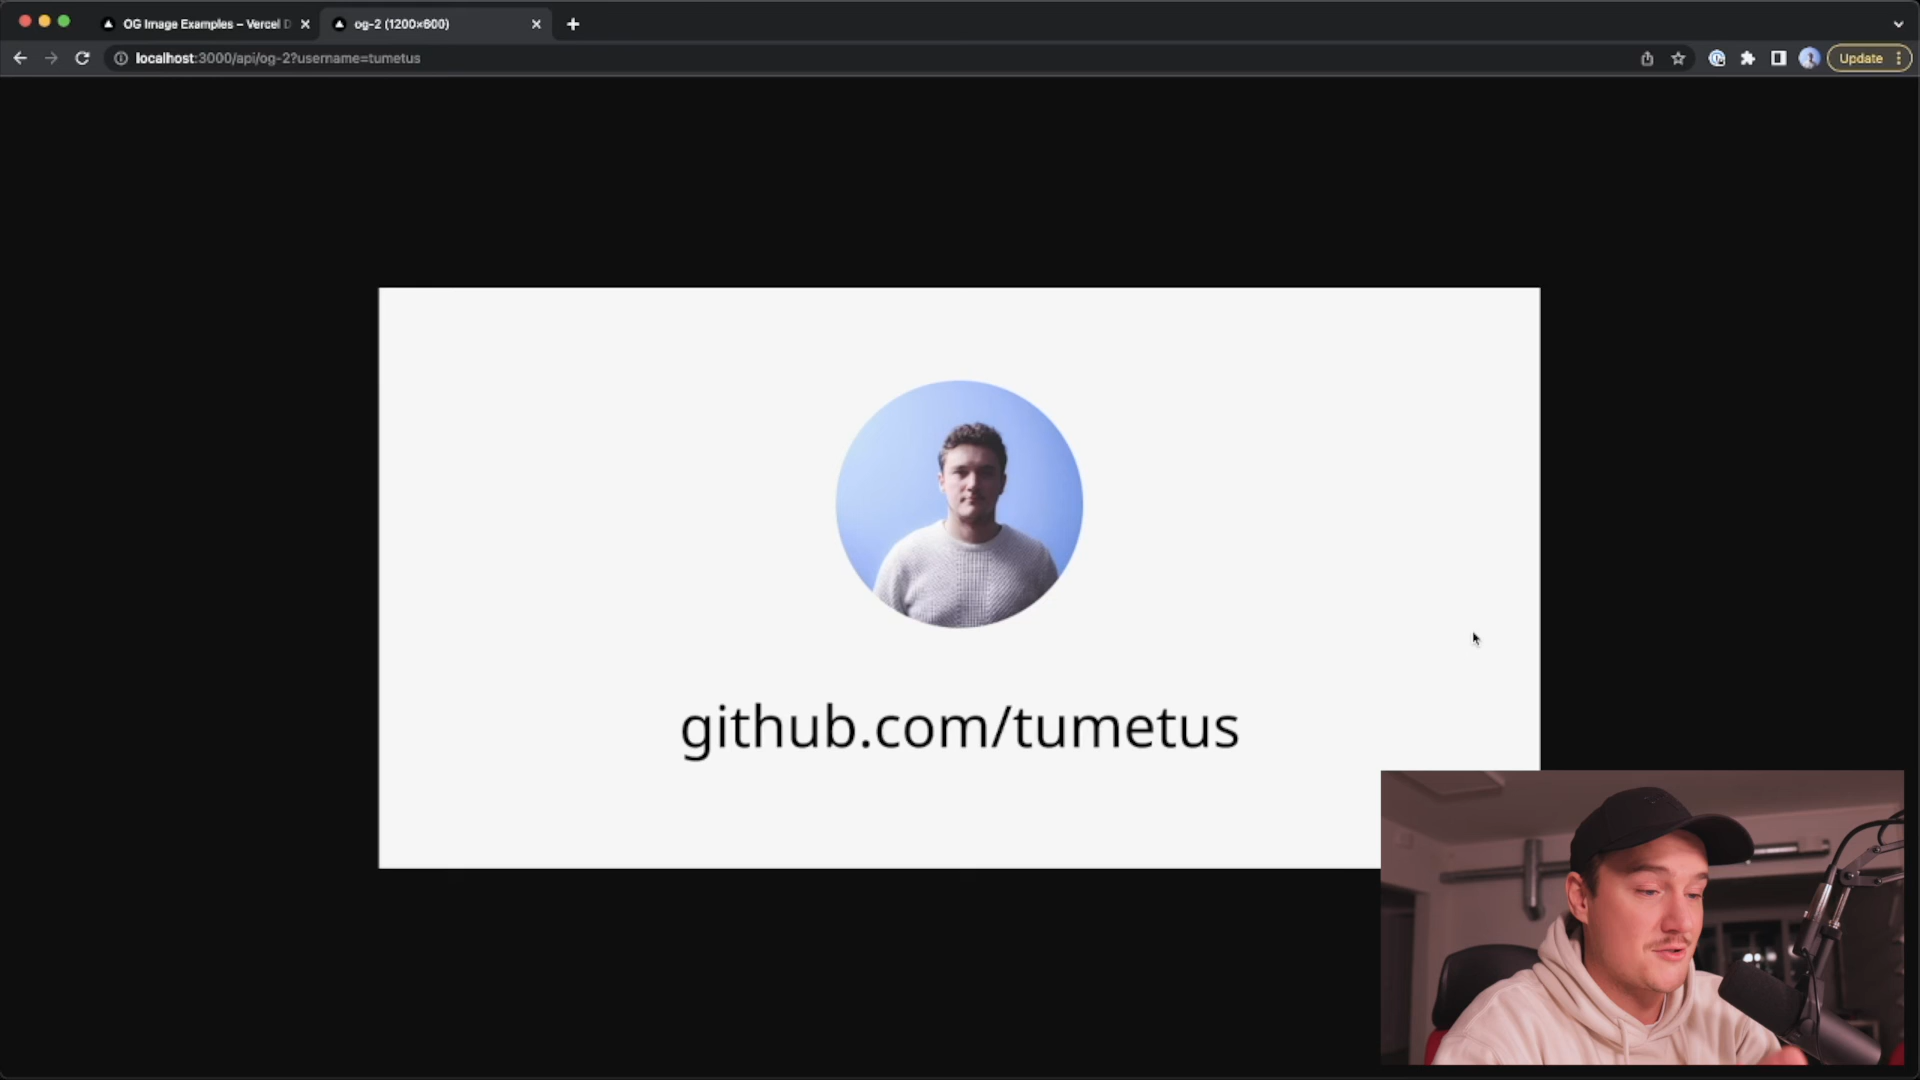 OG Image Examples – Vercel D
og-2 (1200×600)
localhost:3000/api/og-2?username=tumetus
Update
github.com/tumetus